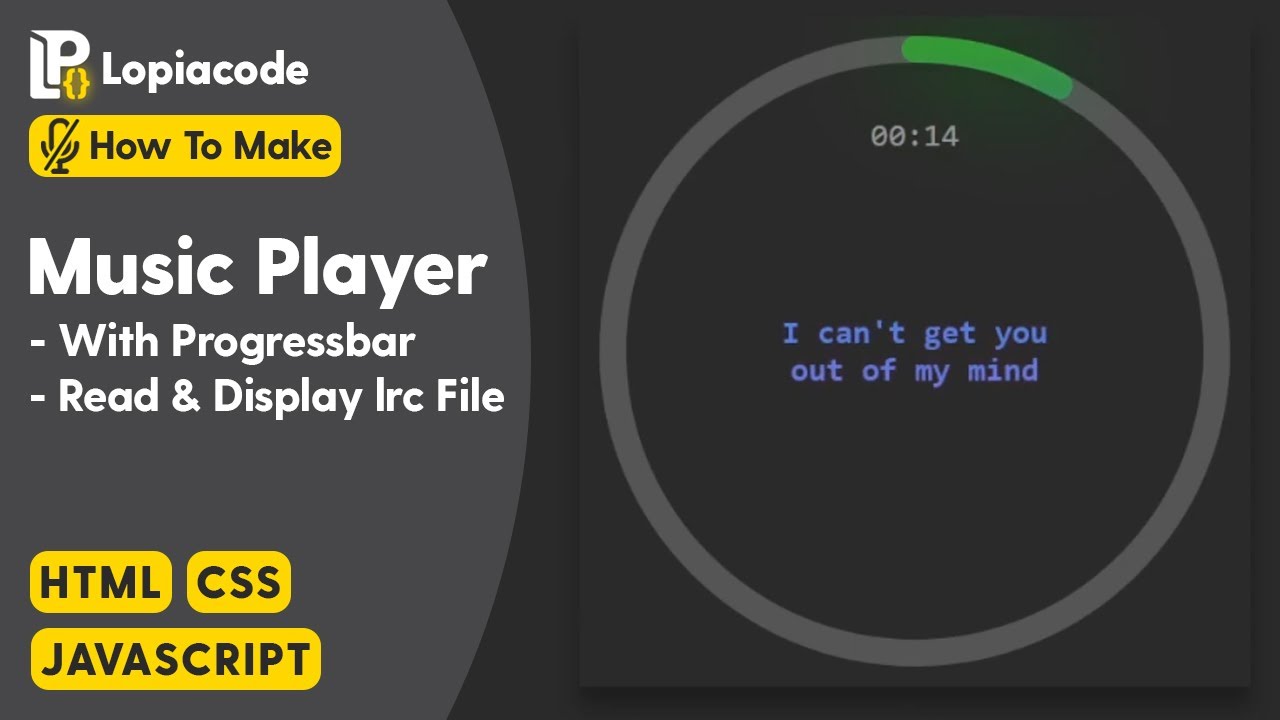 LP{} Lopiacode
How To Make
Music Player
- With Progressbar
- Read & Display lrc File
HTML CSS
JAVASCRIPT
00:14
I can't get you
out of my mind